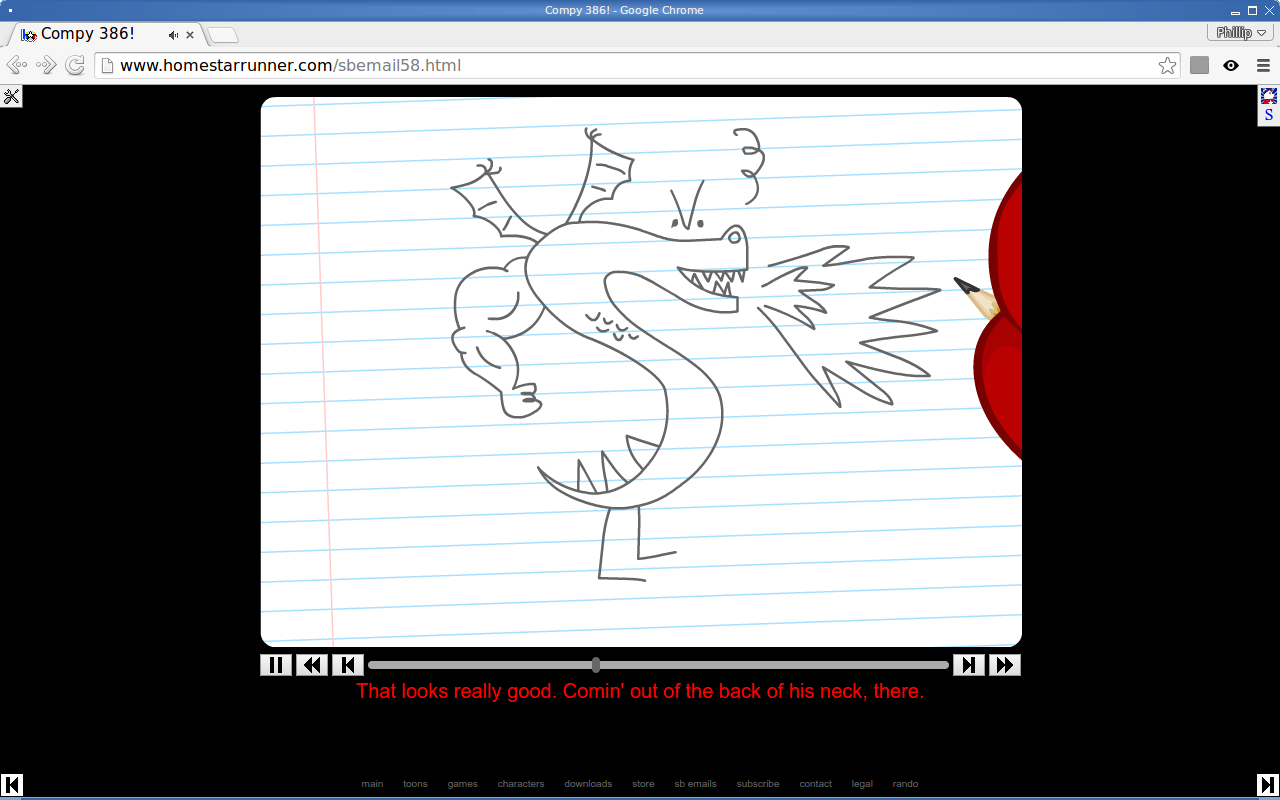 Compy 386! - Google Chrome
Compy 386!
Phillip
www.homestarrunner.com/sbemail58.html
S
That looks really good. Comin' out of the back of his neck, there.
main toons games characters downloads store sb emails subscribe contact legal rando